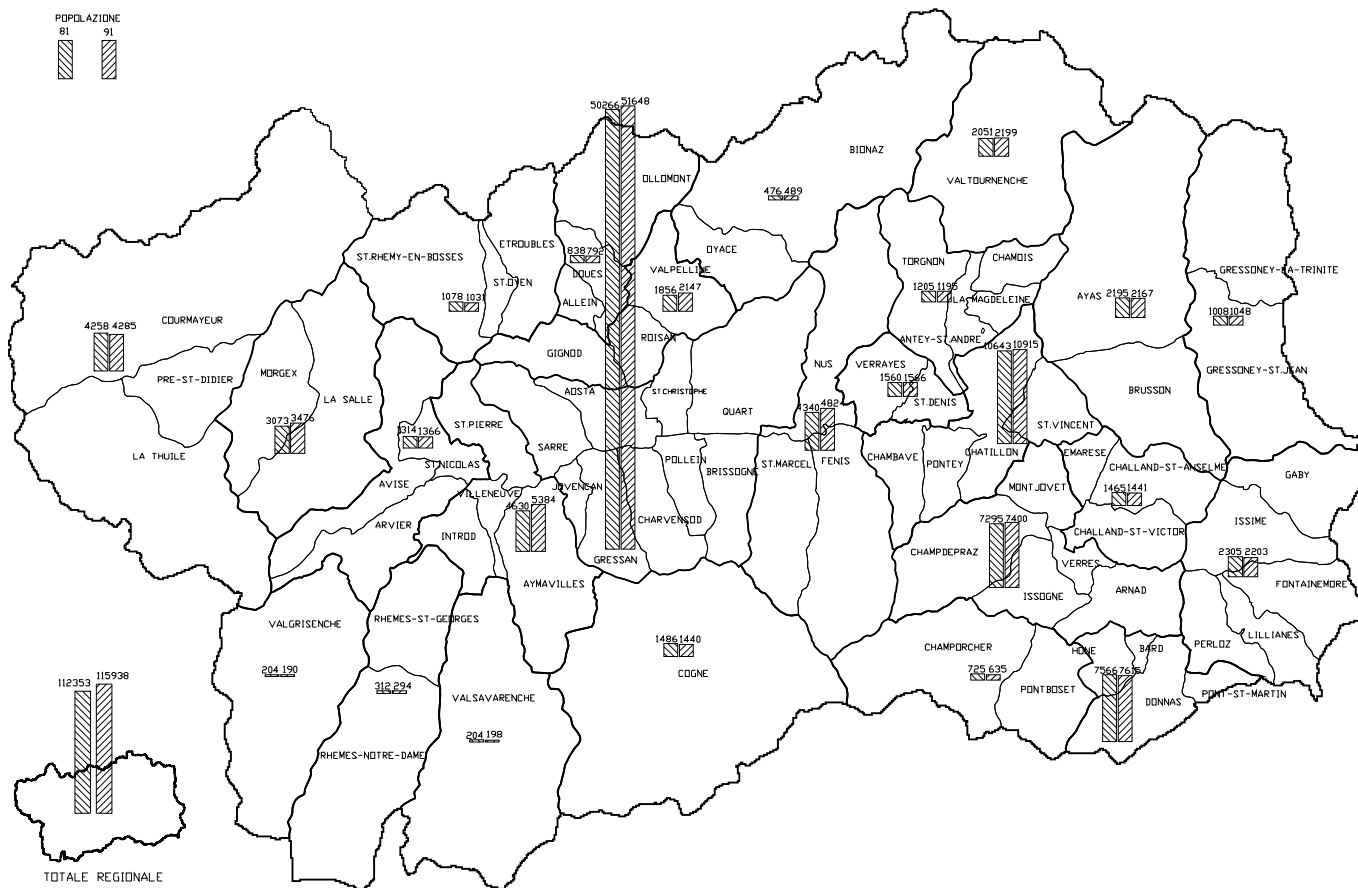 POPOLAZIONE
81 91
50266 51648
2051 2199
BIONAZ
OLLOMONT
VALTOURNENCHE
476 489
ETROUBLES
OYACE
838 792
ST.RHEMY-EN-BOSSES
CHAMOIS
TORGNON
DOUES
VALPELLINE
GRESSONEY-LA-TRINITE
ST.OYEN
1205 1195
1856 2147
2195 2167
AYAS
ALLEIN
1078 1031
LA-MAGDELEINE
1008 1048
COURMAYEUR
4258 4285
ROISAN
ANTEY-ST.ANDRE
GIGNOD
10643 10915
VERRAYES
NUS
MORGEX
GRESSONEY-ST.JEAN
PRE-ST-DIDIER
1560 1566
AOSTA
ST.CHRISTOPHE
BRUSSON
LA SALLE
ST.DENIS
QUART
4340 482
3073 3476
ST.PIERRE
ST.VINCENT
1314 1366
SARRE
CHATILLON
EMARESE
LA THUILE
POLLEIN
FENIS
CHAMBAVE
ST.NICOLAS
ST.MARCEL
PONTEY
CHALLAND-ST-ANSELME
BRISSOGNE
GABY
AVISE
JOVENCAN
MONTJOVET
VILLENEUVE
1465 1441
4630 5384
CHARVENSOD
7295 7400
ISSIME
ARVIER
CHALLAND-ST-VICTOR
INTROD
CHAMPDEPRAZ
GRESSAN
VERRES
2305 2203
AYMAVILLES
FONTAINEMORE
ARNAD
ISSOGNE
RHEMES-ST-GEORGES
VALGRISENCHE
LILLIANES
1486 1440
PERLOZ
BARD
CHAMPORCHER
HONE
204 190
COGNE
725 635
7566 7615
112353 115938
312 294
PONTBOSET
PONT-ST-MARTIN
VALSAVARENCHE
DONNAS
204 198
RHEMES-NOTRE-DAME
TOTALE REGIONALE